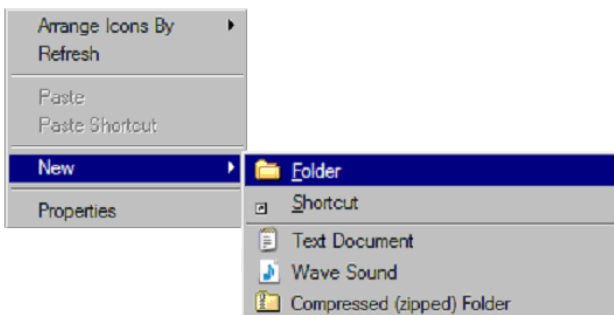 Arrange Icons By
Refresh
Paste
Paste Shortcut
New
Properties
Folder
Shortcut
Text Document
Wave Sound
Compressed (zipped) Folder